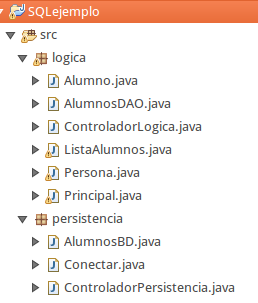 SQLejemplo
src
logica
Alumno.java
AlumnosDAO.java
ControladorLogica.java
ListaAlumnos.java
Persona.java
Principal.java
persistencia
AlumnosBD.java
Conectar.java
ControladorPersistencia.java